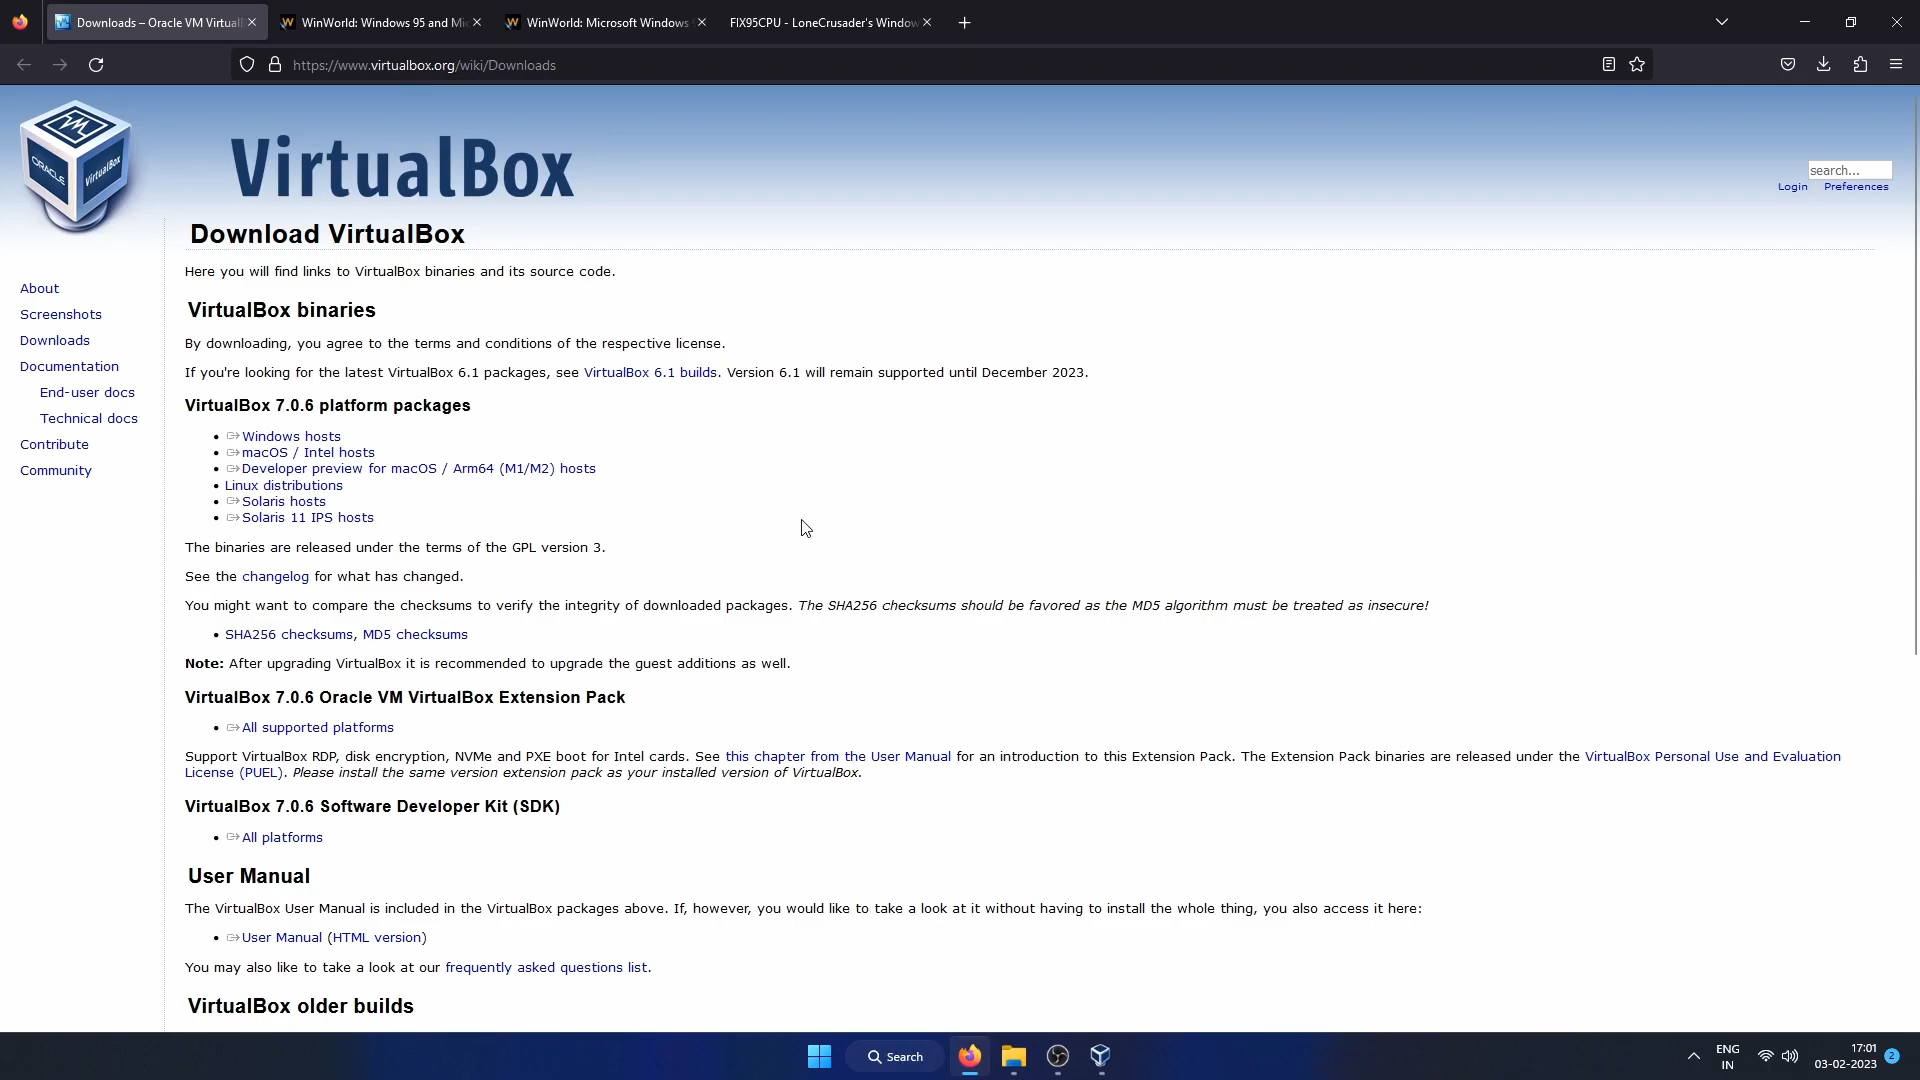 Downloads – Oracle VM Virtual
WinWorld: Windows 95 and Mi
WinWorld: Microsoft Windows
FIX95CPU - LoneCrusader's Window
https://www.virtualbox.org/wiki/Downloads
ORACLE
VirtualBox
VirtualBox
search...
Login Preferences
Download VirtualBox
Here you will find links to VirtualBox binaries and its source code.
About
Screenshots
Downloads
Documentation
End-user docs
Technical docs
Contribute
Community
VirtualBox binaries
By downloading, you agree to the terms and conditions of the respective license.
If you're looking for the latest VirtualBox 6.1 packages, see VirtualBox 6.1 builds. Version 6.1 will remain supported until December 2023.
VirtualBox 7.0.6 platform packages
• Windows hosts
• macOS / Intel hosts
• Developer preview for macOS / Arm64 (M1/M2) hosts
• Linux distributions
• Solaris hosts
• Solaris 11 IPS hosts
The binaries are released under the terms of the GPL version 3.
See the changelog for what has changed.
You might want to compare the checksums to verify the integrity of downloaded packages. The SHA256 checksums should be favored as the MD5 algorithm must be treated as insecure!
• SHA256 checksums, MD5 checksums
Note: After upgrading VirtualBox it is recommended to upgrade the guest additions as well.
VirtualBox 7.0.6 Oracle VM VirtualBox Extension Pack
• All supported platforms
Support VirtualBox RDP, disk encryption, NVMe and PXE boot for Intel cards. See this chapter from the User Manual for an introduction to this Extension Pack. The Extension Pack binaries are released under the VirtualBox Personal Use and Evaluation
License (PUEL). Please install the same version extension pack as your installed version of VirtualBox.
VirtualBox 7.0.6 Software Developer Kit (SDK)
• All platforms
User Manual
The VirtualBox User Manual is included in the VirtualBox packages above. If, however, you would like to take a look at it without having to install the whole thing, you also access it here:
• User Manual (HTML version)
You may also like to take a look at our frequently asked questions list.
VirtualBox older builds
Search
ENG
IN
17:01
03-02-2023
2